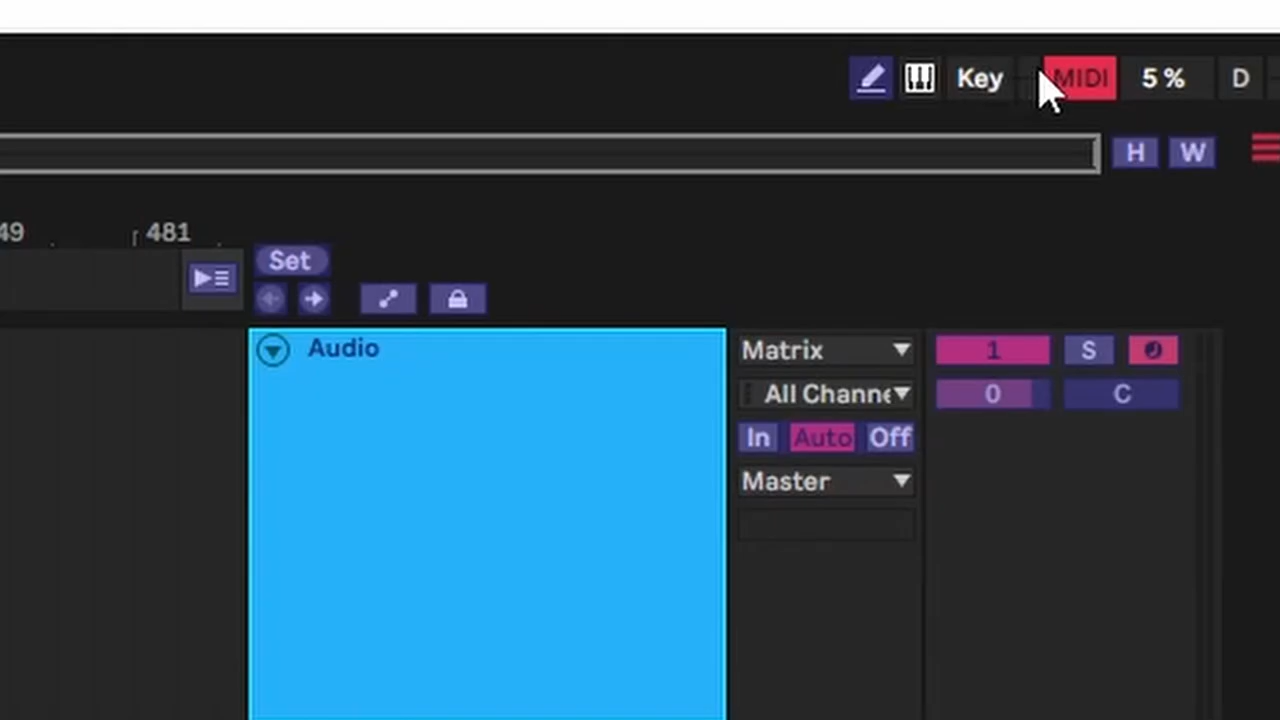 Key MIDI 5 % D
H W
49 481
Set
Audio Matrix 1 S
All Channe 0 C
In Auto Off
Master